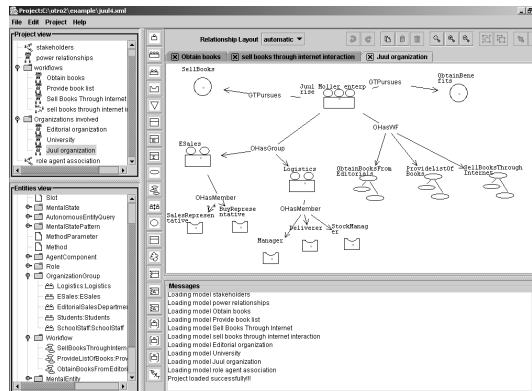 Project:C:\otro2\example\juul4.xml
File Edit Project Help
Project view
stakeholders
power relationships
workflows
Obtain books
Provide book list
Sell Books Through Internet
sell books through internet i
Organizations involved
Editorial organization
University
Juul organization
role agent association
Entities view
Slot
MentalState
AutonomousEntityQuery
MentalStatePattern
MethodParameter
Method
AgentComponent
Role
OrganizationGroup
Logistics:Logistics
ESales:ESales
EditorialSalesDepartme
Students:Students
SchoolStaff:SchoolStaff
Workflow
SellBooksThroughIntern
ProvideListOfBooks:Prov
ObtainBooksFromEditori
MentalEntity
Relationship Layout automatic
Obtain books sell books through internet interaction Juul organization
SellBooks
GTPursues
Juul Moller enterp
rise
GTPursues
ObtainBene
fits
OHasWF
ESales
OHasGroup
Logistics
ObtainBooksFrom
Editorials
ProvideListOf
Books
SellBooksThrough
Internet
OHasMember
SalesRepresen
tative
BuyReprese
ntative
OHasMember
Manager
Deliverer
StockManag
er
Messages
Loading model stakeholders
Loading model power relationships
Loading model Obtain books
Loading model Provide book list
Loading model Sell Books Through Internet
Loading model sell books through internet interaction
Loading model Editorial organization
Loading model University
Loading model Juul organization
Loading model role agent association
Project loaded successfully!!!